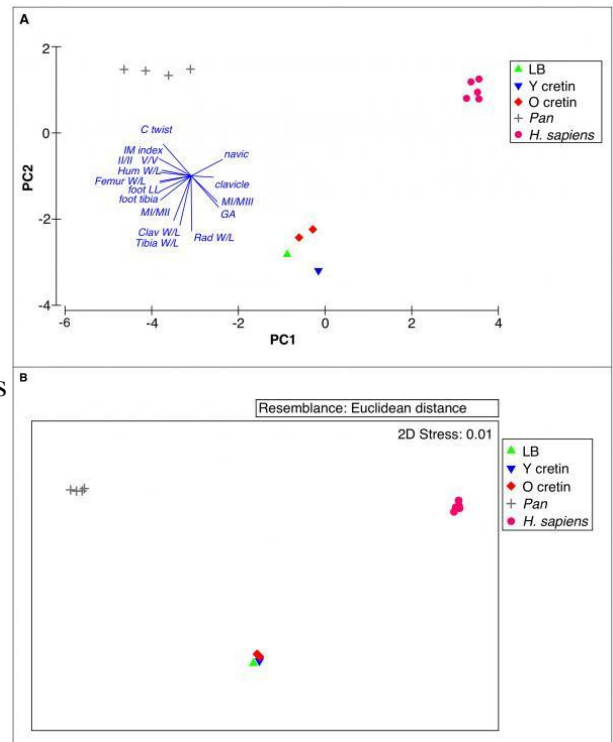 A
2
0
-2
-4
PC2
-6
-4
-2
0
2
4
PC1
C twist
IM index
II/II V/V
Hum W/L
Femur W/L
foot LL
foot tibia
MI/MII
Clav W/L
Tibia W/L
Rad W/L
navic
clavicle
MI/MIII
GA
LB
Y cretin
O cretin
Pan
H. sapiens
s
B
Resemblance: Euclidean distance
2D Stress: 0.01
LB
Y cretin
O cretin
Pan
H. sapiens